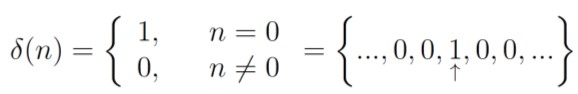 δ(n) = { 1, n = 0
0, n ≠ 0 = { ..., 0, 0, 1, 0, 0, ... }
↑